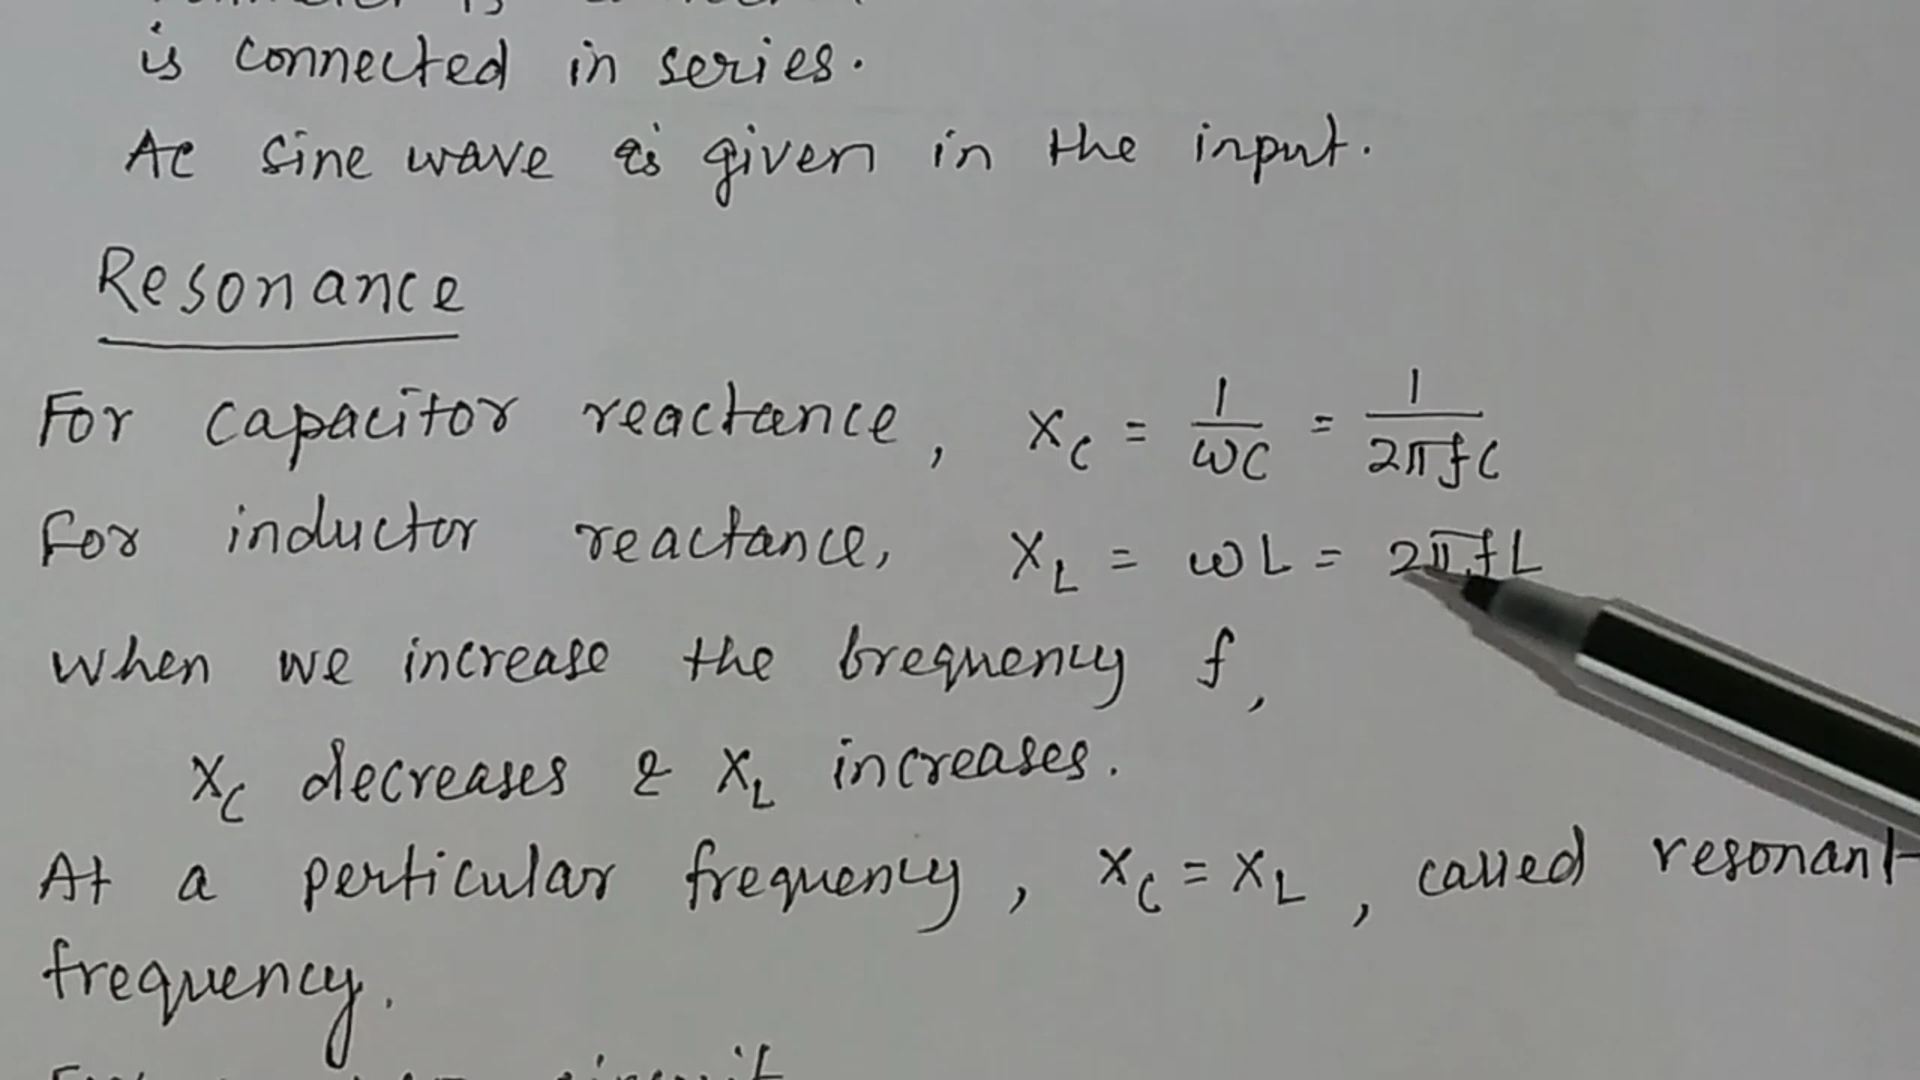 is connected in series.
AC sine wave is given in the input.
Resonance
For capacitor reactance, Xc = 1/ωC = 1/2πfC
For inductor reactance, XL = ωL = 2πfL
When we increase the brequency f,
Xc decreases & XL increases.
At a perticular frequency, Xc = XL, called resonant
frequency.
circuit